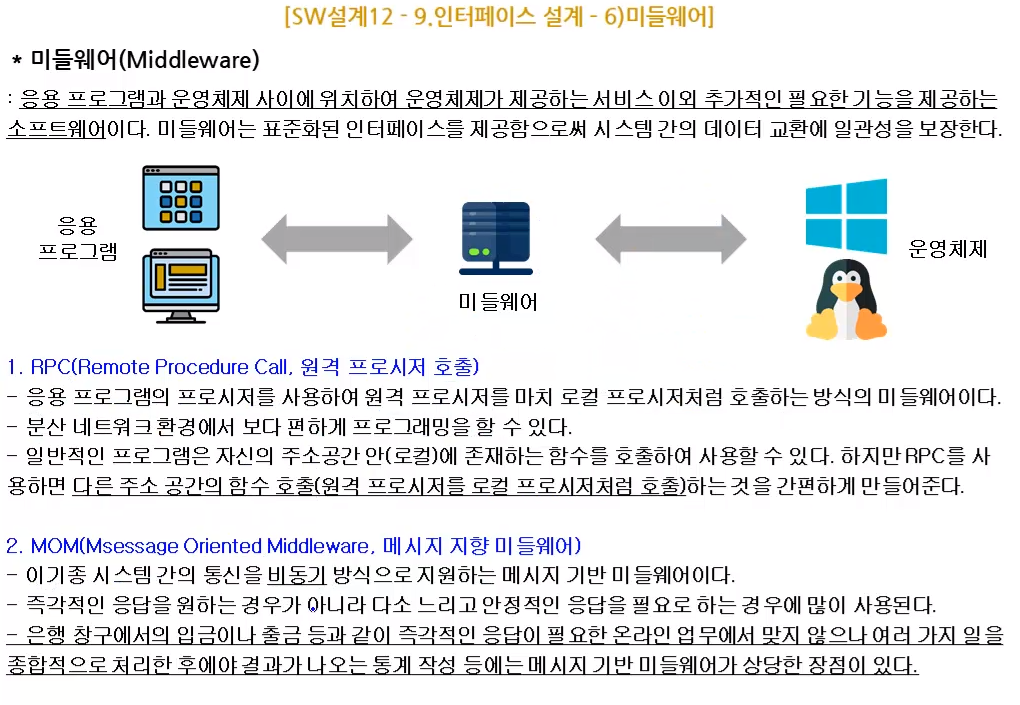 [SW설계12 - 9.인터페이스 설계 - 6)미들웨어]
* 미들웨어(Middleware)
: 응용 프로그램과 운영체제 사이에 위치하여 운영체제가 제공하는 서비스 이외 추가적인 필요한 기능을 제공하는
소프트웨어이다. 미들웨어는 표준화된 인터페이스를 제공함으로써 시스템 간의 데이터 교환에 일관성을 보장한다.
응용
프로그램
미들웨어
운영체제
1. RPC(Remote Procedure Call, 원격 프로시저 호출)
- 응용 프로그램의 프로시저를 사용하여 원격 프로시저를 마치 로컬 프로시저처럼 호출하는 방식의 미들웨어이다.
- 분산 네트워크 환경에서 보다 편하게 프로그래밍을 할 수 있다.
- 일반적인 프로그램은 자신의 주소공간 안(로컬)에 존재하는 함수를 호출하여 사용할 수 있다. 하지만 RPC를 사
용하면 다른 주소 공간의 함수 호출(원격 프로시저를 로컬 프로시저처럼 호출)하는 것을 간편하게 만들어준다.
2. MOM(Msessage Oriented Middleware, 메시지 지향 미들웨어)
- 이기종 시스템 간의 통신을 비동기 방식으로 지원하는 메시지 기반 미들웨어이다.
- 즉각적인 응답을 원하는 경우가 아니라 다소 느리고 안정적인 응답을 필요로 하는 경우에 많이 사용된다.
- 은행 창구에서의 입금이나 출금 등과 같이 즉각적인 응답이 필요한 온라인 업무에서 맞지 않으나 여러 가지 일을
종합적으로 처리한 후에야 결과가 나오는 통계 작성 등에는 메시지 기반 미들웨어가 상당한 장점이 있다.